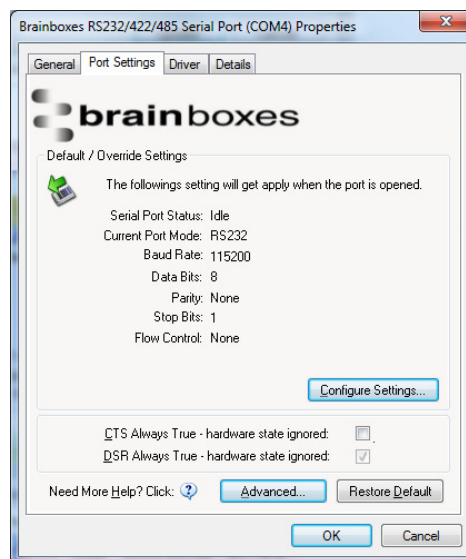 Brainboxes RS232/422/485 Serial Port (COM4) Properties
General Port Settings Driver Details
brainboxes
Default / Override Settings
The followings setting will get apply when the port is opened.
Serial Port Status: Idle
Current Port Mode: RS232
Baud Rate: 115200
Data Bits: 8
Parity: None
Stop Bits: 1
Flow Control: None
Configure Settings...
CTS Always True - hardware state ignored:
DSR Always True - hardware state ignored:
Need More Help? Click: ? Advanced... Restore Default
OK Cancel